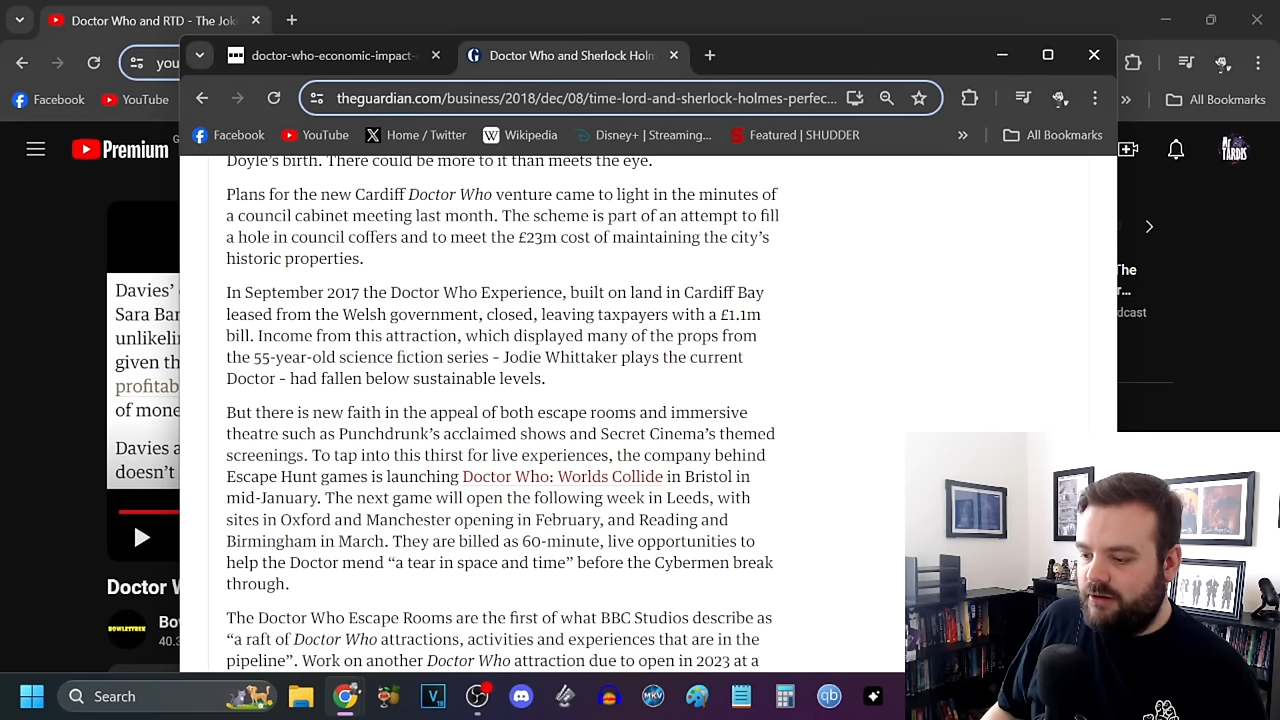 Doctor Who and RTD - The Jok
doctor-who-economic-impact-
Doctor Who and Sherlock Holm
you
theguardian.com/business/2018/dec/08/time-lord-and-sherlock-holmes-perfec...
Facebook
YouTube
Facebook
YouTube
Home / Twitter
Wikipedia
Disney+ | Streaming...
Featured | SHUDDER
»
All Bookmarks
»
All Bookmarks
Premium
G
Mr TARDIS
Doyle's birth. There could be more to it than meets the eye.
Plans for the new Cardiff Doctor Who venture came to light in the minutes of
a council cabinet meeting last month. The scheme is part of an attempt to fill
a hole in council coffers and to meet the £23m cost of maintaining the city's
historic properties.
In September 2017 the Doctor Who Experience, built on land in Cardiff Bay
leased from the Welsh government, closed, leaving taxpayers with a £1.1m
bill. Income from this attraction, which displayed many of the props from
the 55-year-old science fiction series – Jodie Whittaker plays the current
Doctor – had fallen below sustainable levels.
But there is new faith in the appeal of both escape rooms and immersive
theatre such as Punchdrunk's acclaimed shows and Secret Cinema's themed
screenings. To tap into this thirst for live experiences, the company behind
Escape Hunt games is launching Doctor Who: Worlds Collide in Bristol in
mid-January. The next game will open the following week in Leeds, with
sites in Oxford and Manchester opening in February, and Reading and
Birmingham in March. They are billed as 60-minute, live opportunities to
help the Doctor mend “a tear in space and time” before the Cybermen break
through.
The Doctor Who Escape Rooms are the first of what BBC Studios describe as
“a raft of Doctor Who attractions, activities and experiences that are in the
pipeline”. Work on another Doctor Who attraction due to open in 2023 at a
Davies'
Sara Bar
unlikeli
given th
profitab
of mone
Davies a
doesn't
The
r...
dcast
Doctor W
BOWLESTREK
Bo
40.3
Search
V
18
MKV
qb